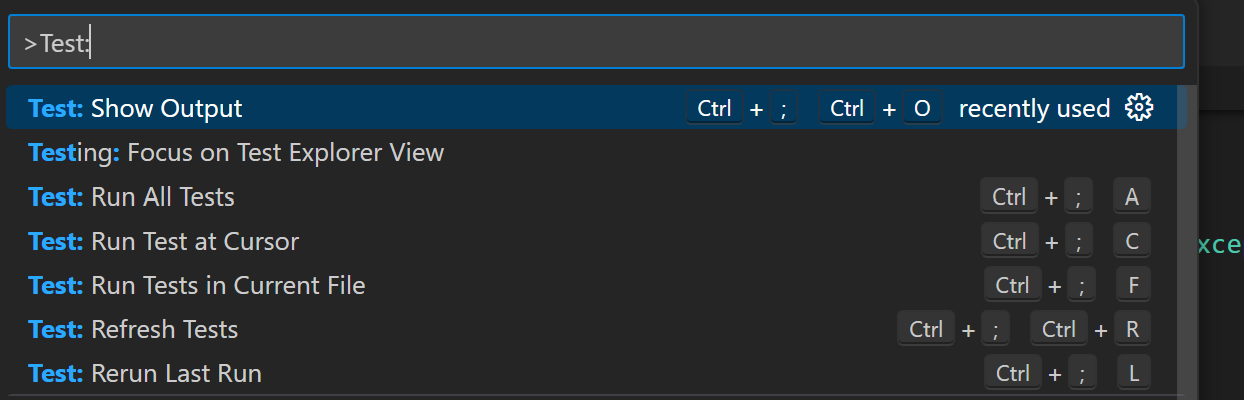 >Test:
Test: Show Output Ctrl + ; Ctrl + O recently used
Testing: Focus on Test Explorer View
Test: Run All Tests Ctrl + ; A
Test: Run Test at Cursor Ctrl + ; C
xce
Test: Run Tests in Current File Ctrl + ; F
Test: Refresh Tests Ctrl + ; Ctrl + R
Test: Rerun Last Run Ctrl + ; L